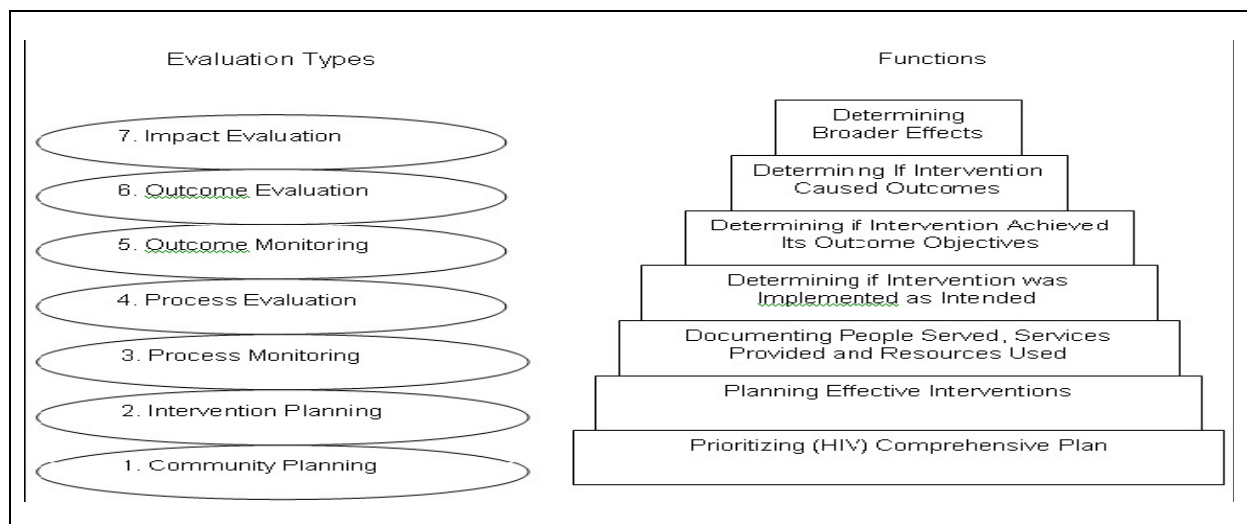 Evaluation Types
7. Impact Evaluation
6. Outcome Evaluation
5. Outcome Monitoring
4. Process Evaluation
3. Process Monitoring
2. Intervention Planning
1. Community Planning
Functions
Determining
Broader Effects
Determining If Intervention
Caused Outcomes
Determining if Intervention Achieved
Its Outcome Objectives
Determining if Intervention was
Implemented as Intended
Documenting People Served, Services
Provided and Resources Used
Planning Effective Interventions
Prioritizing (HIV) Comprehensive Plan